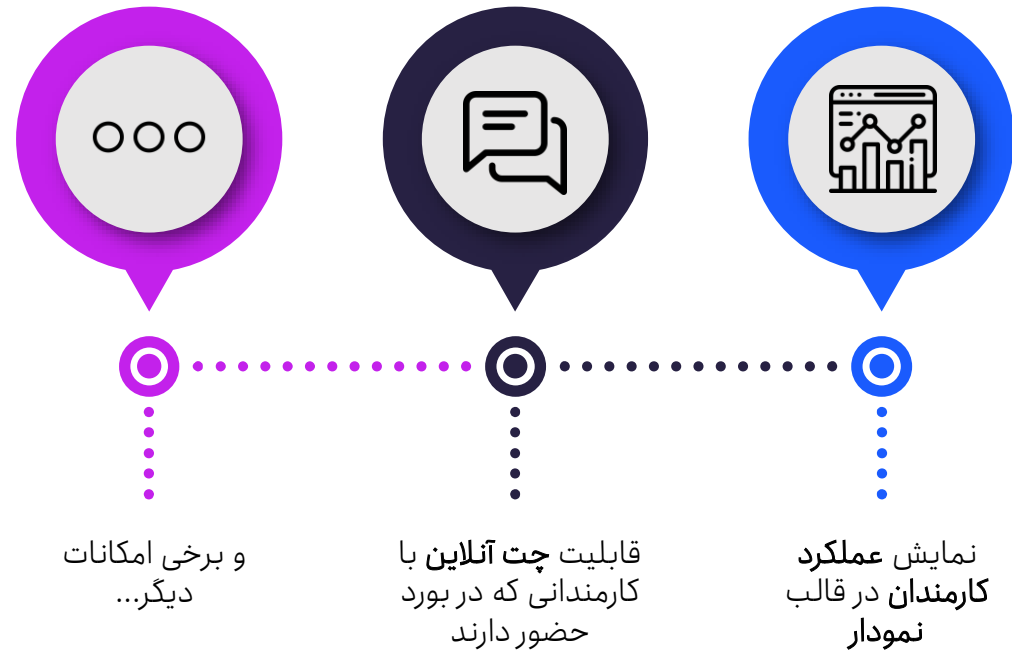 نمایش عملکرد
کارمندان در قالب
نمودار
قابلیت چت آنلاین با
کارمندانی که در بورد
حضور دارند
و برخی امکانات
دیگر...